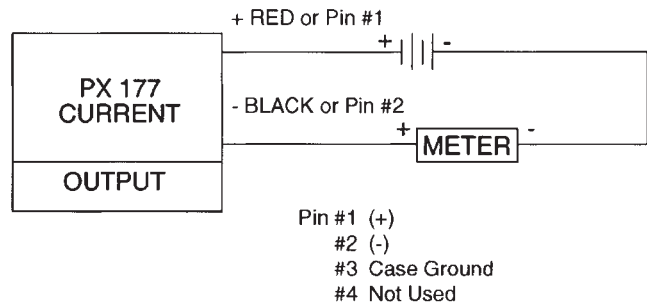 + RED or Pin #1
+ -
PX 177
CURRENT
- BLACK or Pin #2
+ METER -
OUTPUT
Pin #1 (+)
#2 (-)
#3 Case Ground
#4 Not Used